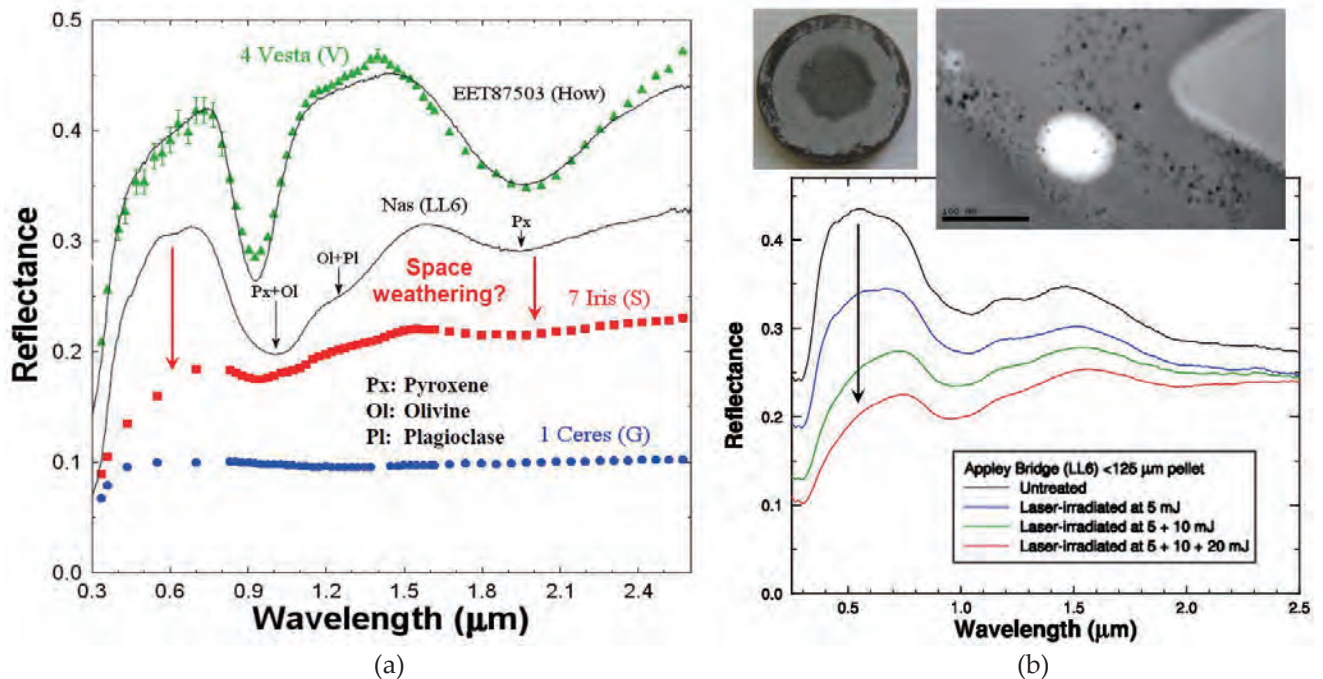 0.5
0.4
0.3
0.2
0.1
0.0
Reflectance
0.3
0.6
0.9
1.2
1.5
1.8
2.1
2.4
Wavelength (μm)
4 Vesta (V)
EET87503 (How)
Nas (LL6)
Px
Ol+Pl
Px+Ol
Space
weathering?
7 Iris (S)
Px: Pyroxene
Ol: Olivine
Pl: Plagioclase
1 Ceres (G)
(a)
100 nm
0.4
0.3
0.2
0.1
0.0
Reflectance
Appley Bridge (LL6) <125 μm pellet
Untreated
Laser-irradiated at 5 mJ
Laser-irradiated at 5 + 10 mJ
Laser-irradiated at 5 + 10 + 20 mJ
0.5
1.0
1.5
2.0
2.5
Wavelength (μm)
(b)